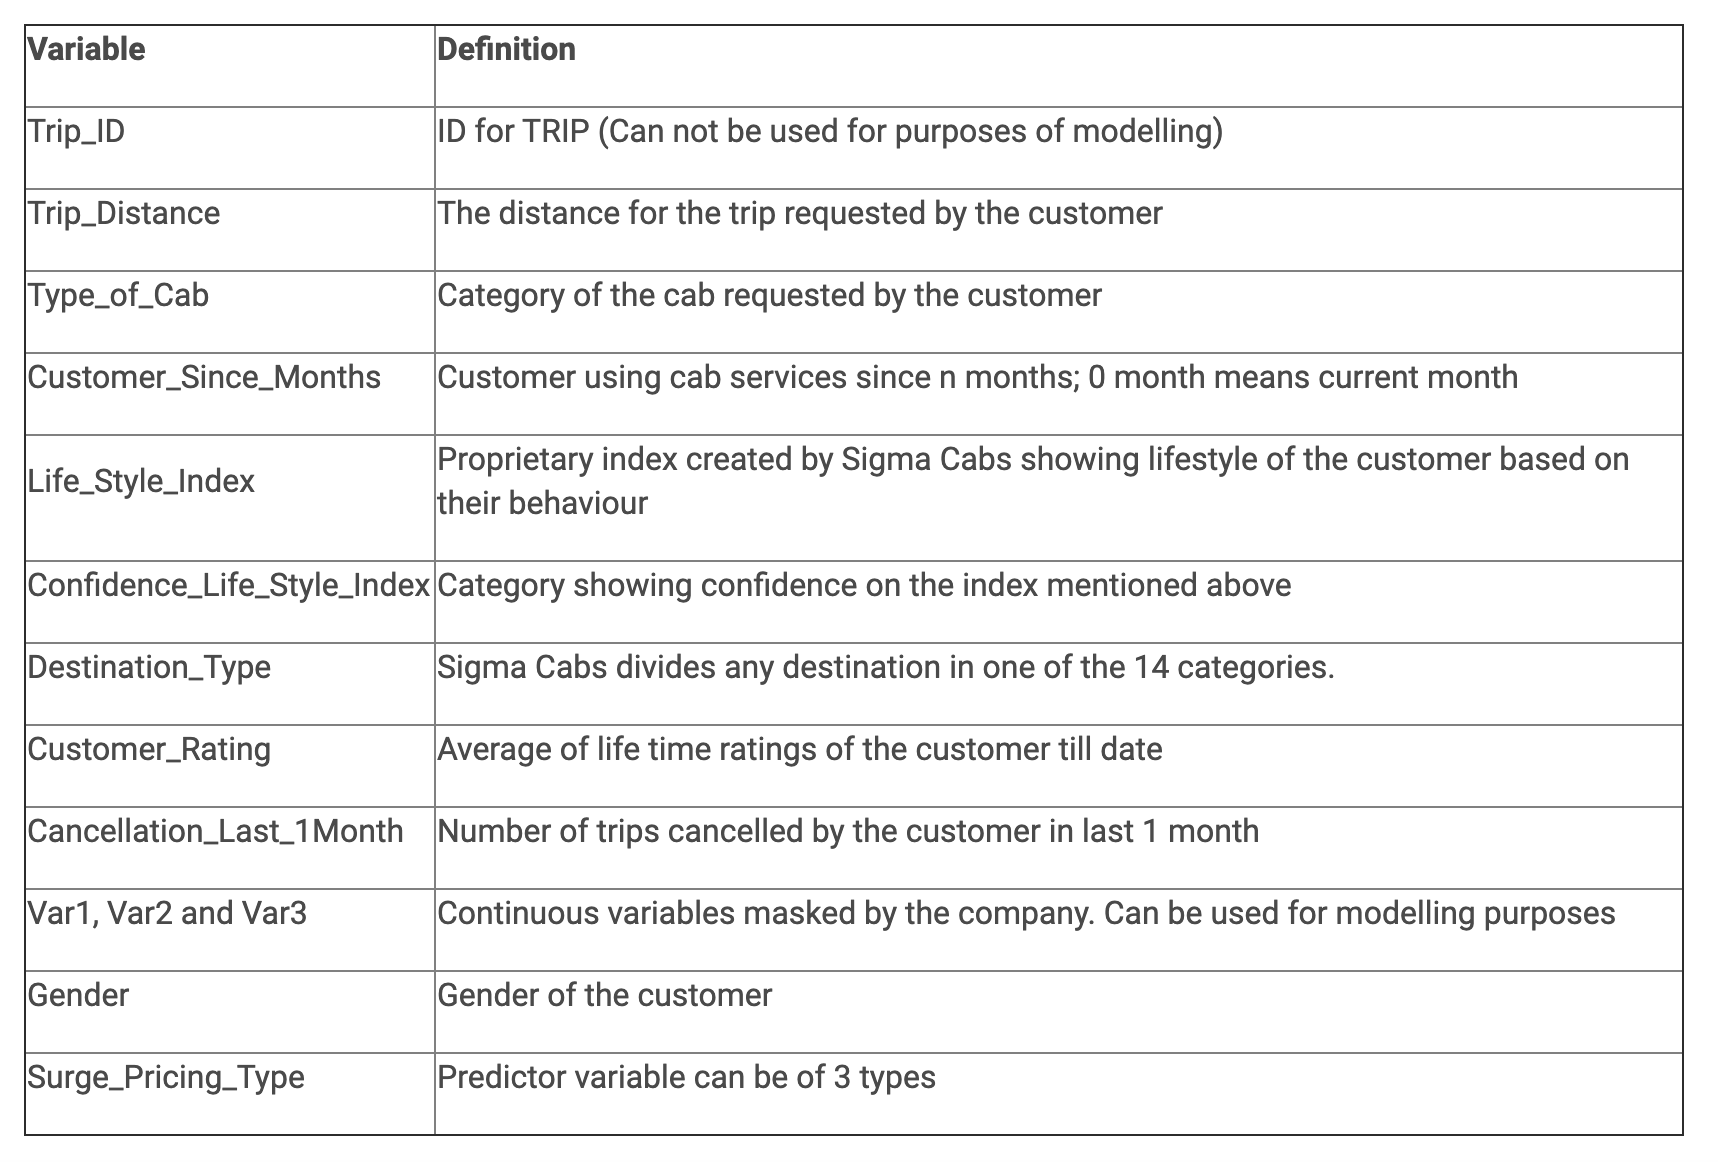 Variable Definition
Trip_ID ID for TRIP (Can not be used for purposes of modelling)
Trip_Distance The distance for the trip requested by the customer
Type_of_Cab Category of the cab requested by the customer
Customer_Since_Months Customer using cab services since n months; 0 month means current month
Life_Style_Index Proprietary index created by Sigma Cabs showing lifestyle of the customer based on
their behaviour
Confidence_Life_Style_Index Category showing confidence on the index mentioned above
Destination_Type Sigma Cabs divides any destination in one of the 14 categories.
Customer_Rating Average of life time ratings of the customer till date
Cancellation_Last_1Month Number of trips cancelled by the customer in last 1 month
Var1, Var2 and Var3 Continuous variables masked by the company. Can be used for modelling purposes
Gender Gender of the customer
Surge_Pricing_Type Predictor variable can be of 3 types